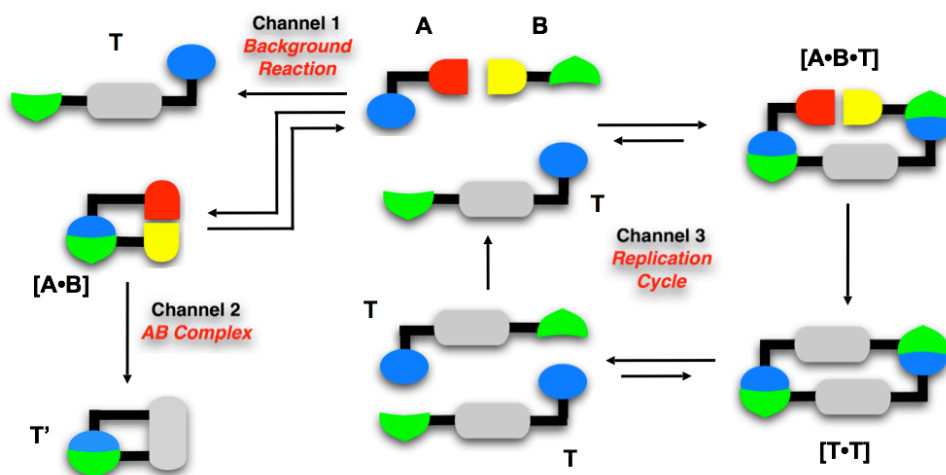 T
Channel 1
Background
Reaction
A
B
[A•B•T]
T
[A•B]
Channel 2
AB Complex
Channel 3
Replication
Cycle
T
T'
T
[T•T]